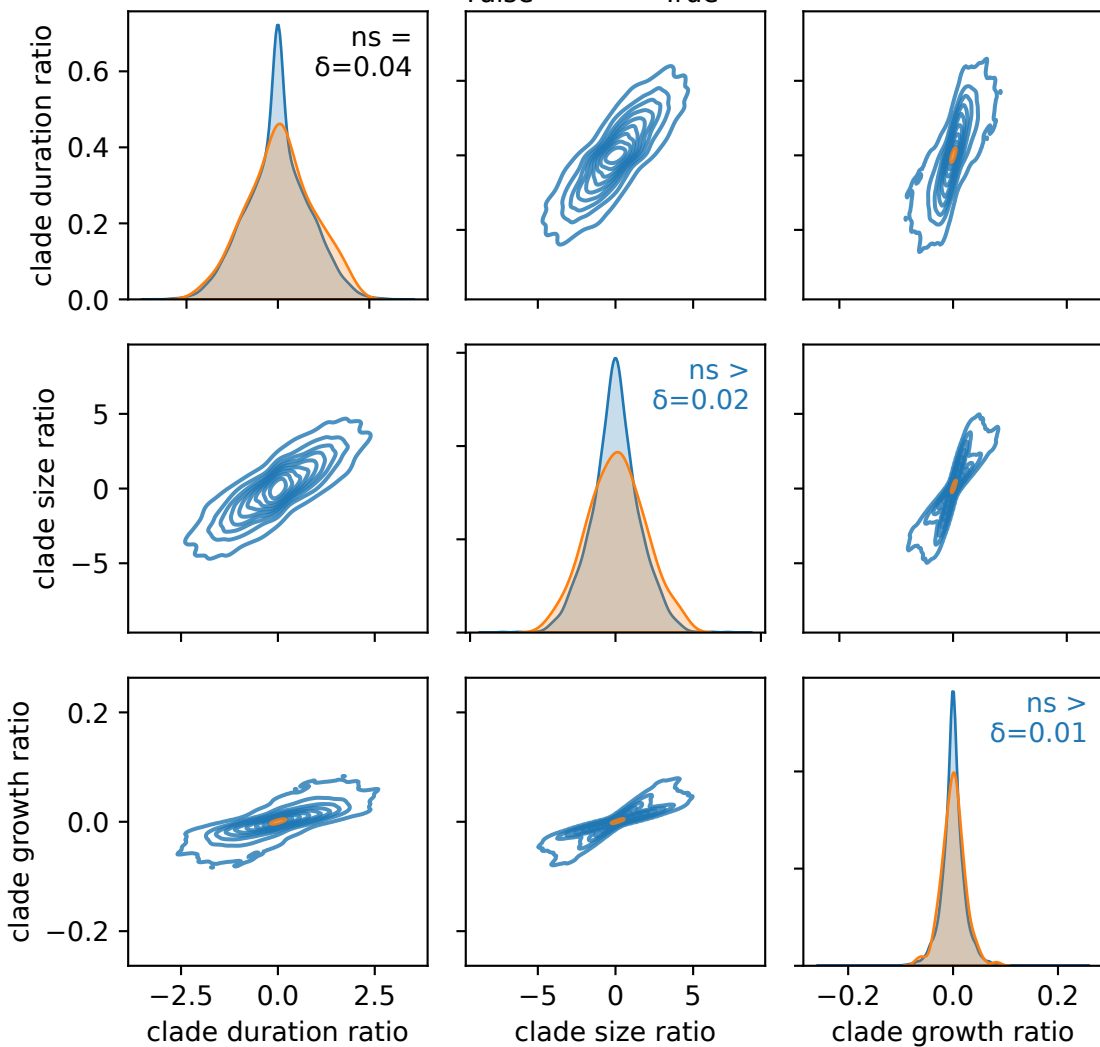 clade duration ratio
0.6
0.4
0.2
0.0
ns =
δ=0.04
clade size ratio
5
0
−5
ns >
δ=0.02
clade growth ratio
0.2
0.0
−0.2
ns >
δ=0.01
−2.5 0.0 2.5
clade duration ratio
−5 0 5
clade size ratio
−0.2 0.0 0.2
clade growth ratio